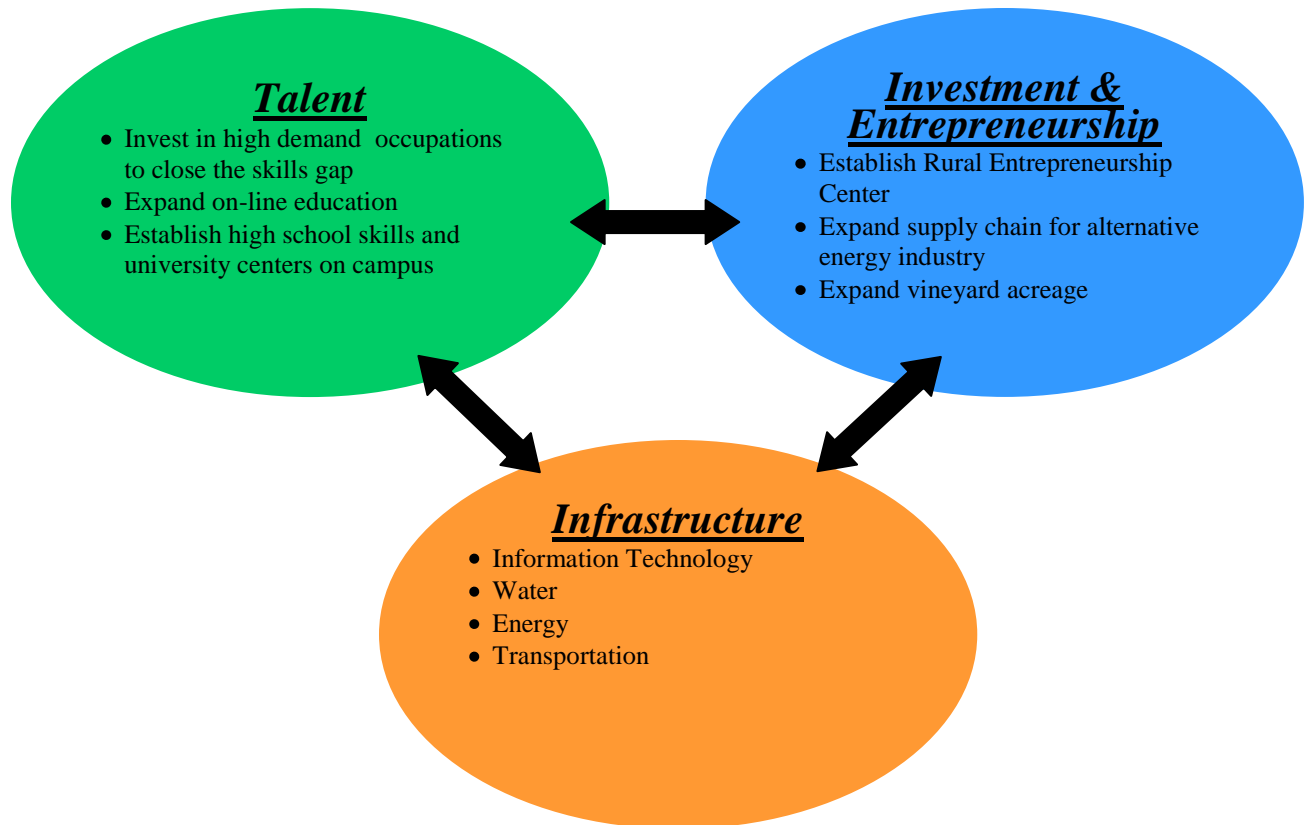 Talent
• Invest in high demand  occupations
to close the skills gap
• Expand on-line education
• Establish high school skills and
university centers on campus
Investment &
Entrepreneurship
• Establish Rural Entrepreneurship
Center
• Expand supply chain for alternative
energy industry
• Expand vineyard acreage
Infrastructure
• Information Technology
• Water
• Energy
• Transportation